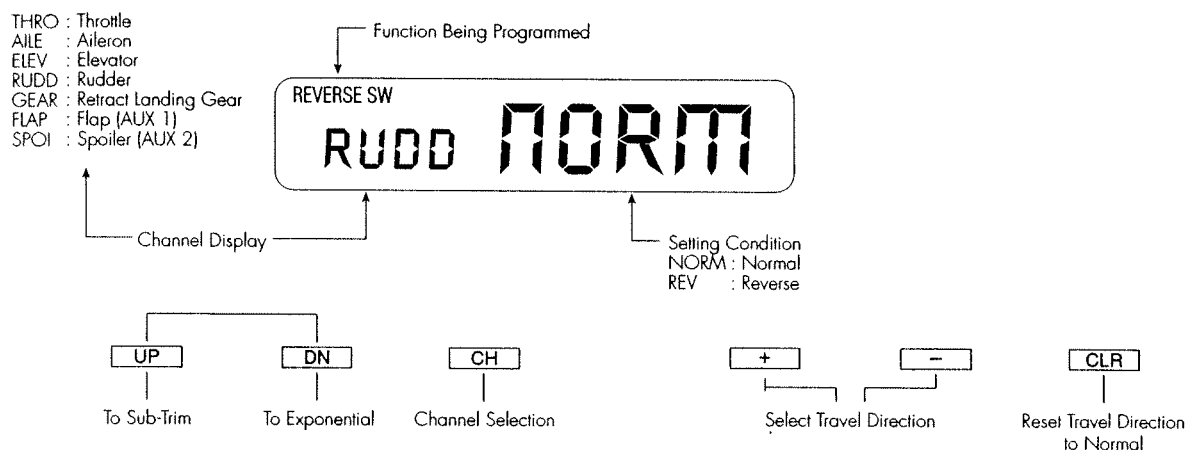 THRO : Throttle
AILE : Aileron
ELEV : Elevator
RUDD : Rudder
GEAR : Retract Landing Gear
FLAP : Flap (AUX 1)
SPOI : Spoiler (AUX 2)
Function Being Programmed
REVERSE SW
RUDD NORM
Channel Display
Setting Condition
NORM : Normal
REV : Reverse
UP DN CH + − CLR
To Sub-Trim To Exponential Channel Selection Select Travel Direction Reset Travel Direction
to Normal